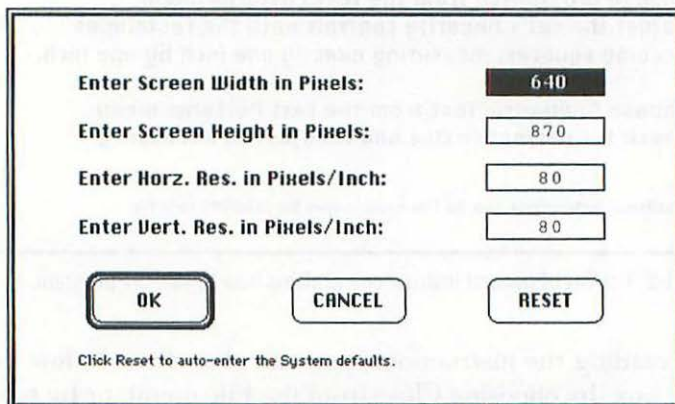 Enter Screen Width in Pixels: 640
Enter Screen Height in Pixels: 870
Enter Horz. Res. in Pixels/Inch: 80
Enter Vert. Res. in Pixels/Inch: 80
OK CANCEL RESET
Click Reset to auto-enter the System defaults.